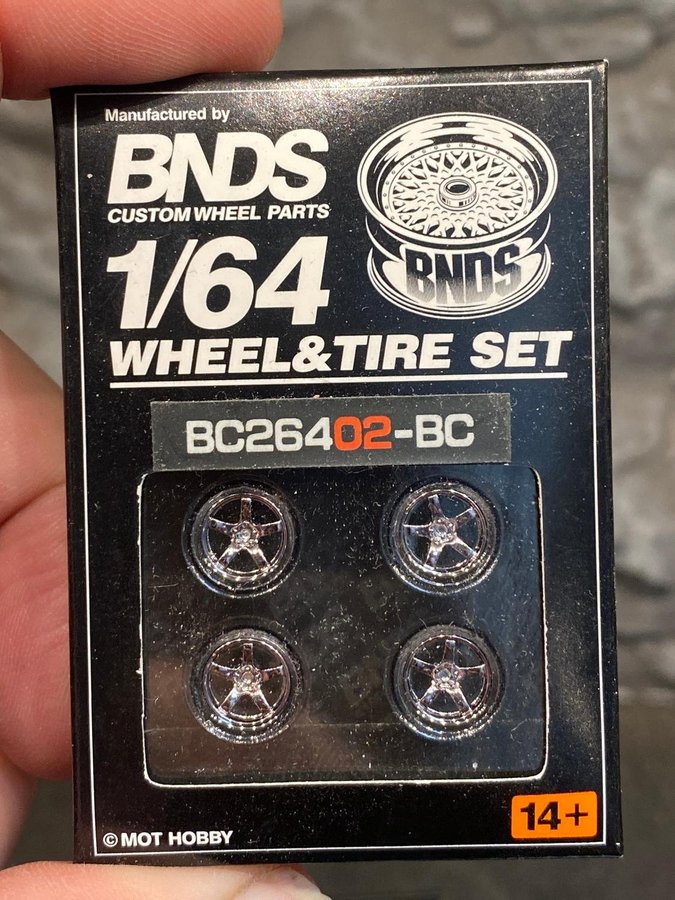 Manufactured by
BNDS
CUSTOM WHEEL PARTS
BNDS
1/64
WHEEL&TIRE SET
BC26402-BC
14+
© MOT HOBBY